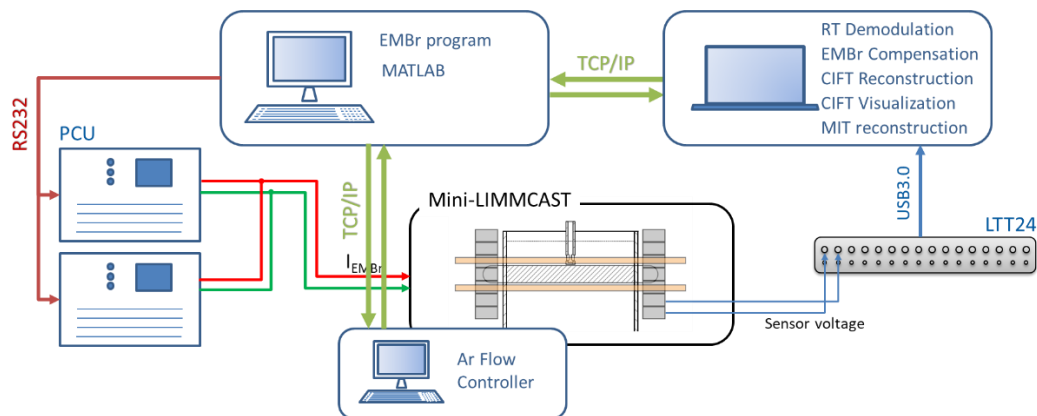 EMBr program
MATLAB
TCP/IP
RT Demodulation
EMBr Compensation
CIFT Reconstruction
CIFT Visualization
MIT reconstruction
RS232
PCU
TCP/IP
Mini-LIMMCAST
USB3.0
LTT24
IEMBr
Sensor voltage
Ar Flow
Controller